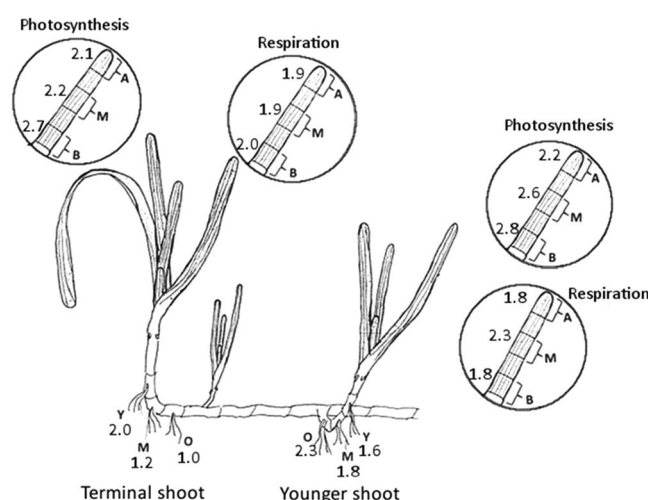 Photosynthesis
2.1
A
2.2
M
2.7
B
Respiration
1.9
A
1.9
M
2.0
B
Photosynthesis
2.2
A
2.6
M
2.8
B
Respiration
1.8
A
2.3
M
1.8
B
Y
2.0
M
1.2
O
1.0
O
2.3
M
1.8
Y
1.6
Terminal shoot
Younger shoot